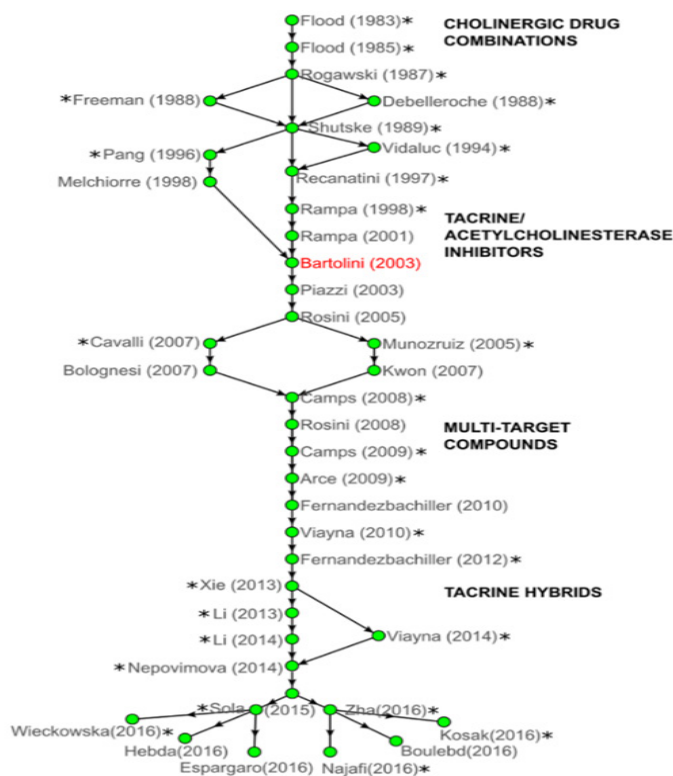 Flood (1983)*
CHOLINERGIC DRUG
COMBINATIONS
Flood (1985)*
Rogawski (1987)*
*Freeman (1988)
Debelleroche (1988)*
Shutske (1989)*
*Pang (1996)
Vidaluc (1994)*
Melchiorre (1998)
Recanatini (1997)*
Rampa (1998)*
TACRINE/
ACETYLCHOLINESTERASE
INHIBITORS
Rampa (2001)
Bartolini (2003)
Piazzi (2003)
Rosini (2005)
*Cavalli (2007)
Munozruiz (2005)*
Bolognesi (2007)
Kwon (2007)
Camps (2008)*
Rosini (2008)
MULTI-TARGET
COMPOUNDS
Camps (2009)*
Arce (2009)*
Fernandezbachiller (2010)
Viayna (2010)*
Fernandezbachiller (2012)*
*Xie (2013)
TACRINE HYBRIDS
*Li (2013)
*Li (2014)
Viayna (2014)*
*Nepovimova (2014)
*Sola (2015)
Zha(2016)*
Wieckowska(2016)*
Kosak(2016)*
Hebda(2016)
Boulebd(2016)
Espargaro(2016)
Najafi(2016)*